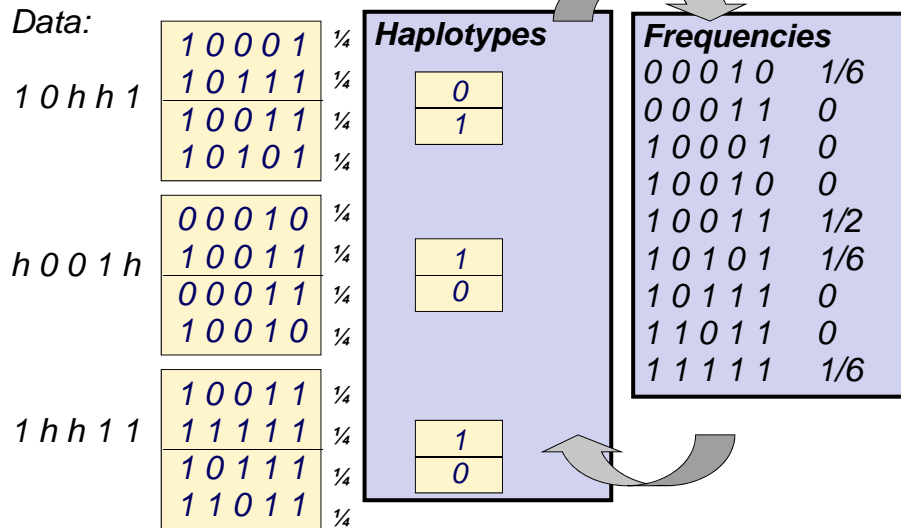 Data:
1 0 h h 1
1 0 0 0 1 ¼
1 0 1 1 1 ¼
1 0 0 1 1 ¼
1 0 1 0 1 ¼
h 0 0 1 h
0 0 0 1 0 ¼
1 0 0 1 1 ¼
0 0 0 1 1 ¼
1 0 0 1 0 ¼
1 h h 1 1
1 0 0 1 1 ¼
1 1 1 1 1 ¼
1 0 1 1 1 ¼
1 1 0 1 1 ¼
Haplotypes
0
1
1
0
1
0
Frequencies
0 0 0 1 0 1/6
0 0 0 1 1 0
1 0 0 0 1 0
1 0 0 1 0 0
1 0 0 1 1 1/2
1 0 1 0 1 1/6
1 0 1 1 1 0
1 1 0 1 1 0
1 1 1 1 1 1/6